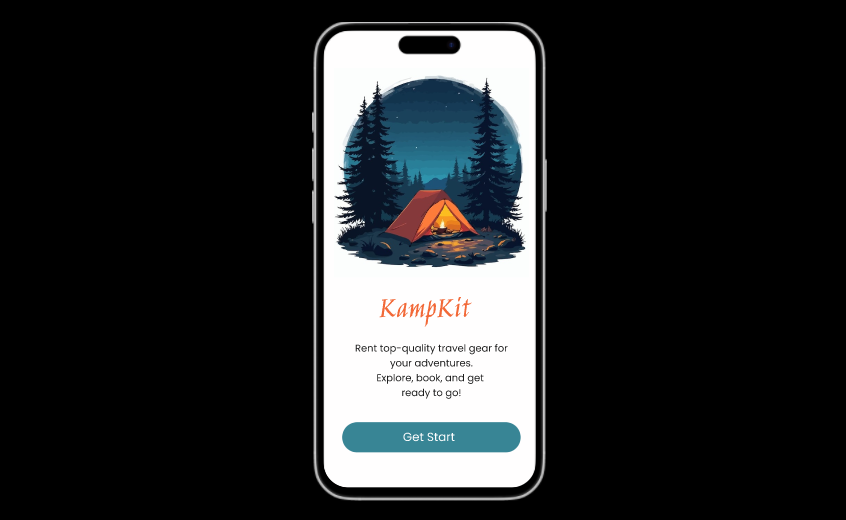 KampKit
Rent top-quality travel gear for
your adventures.
Explore, book, and get
ready to go!
Get Start